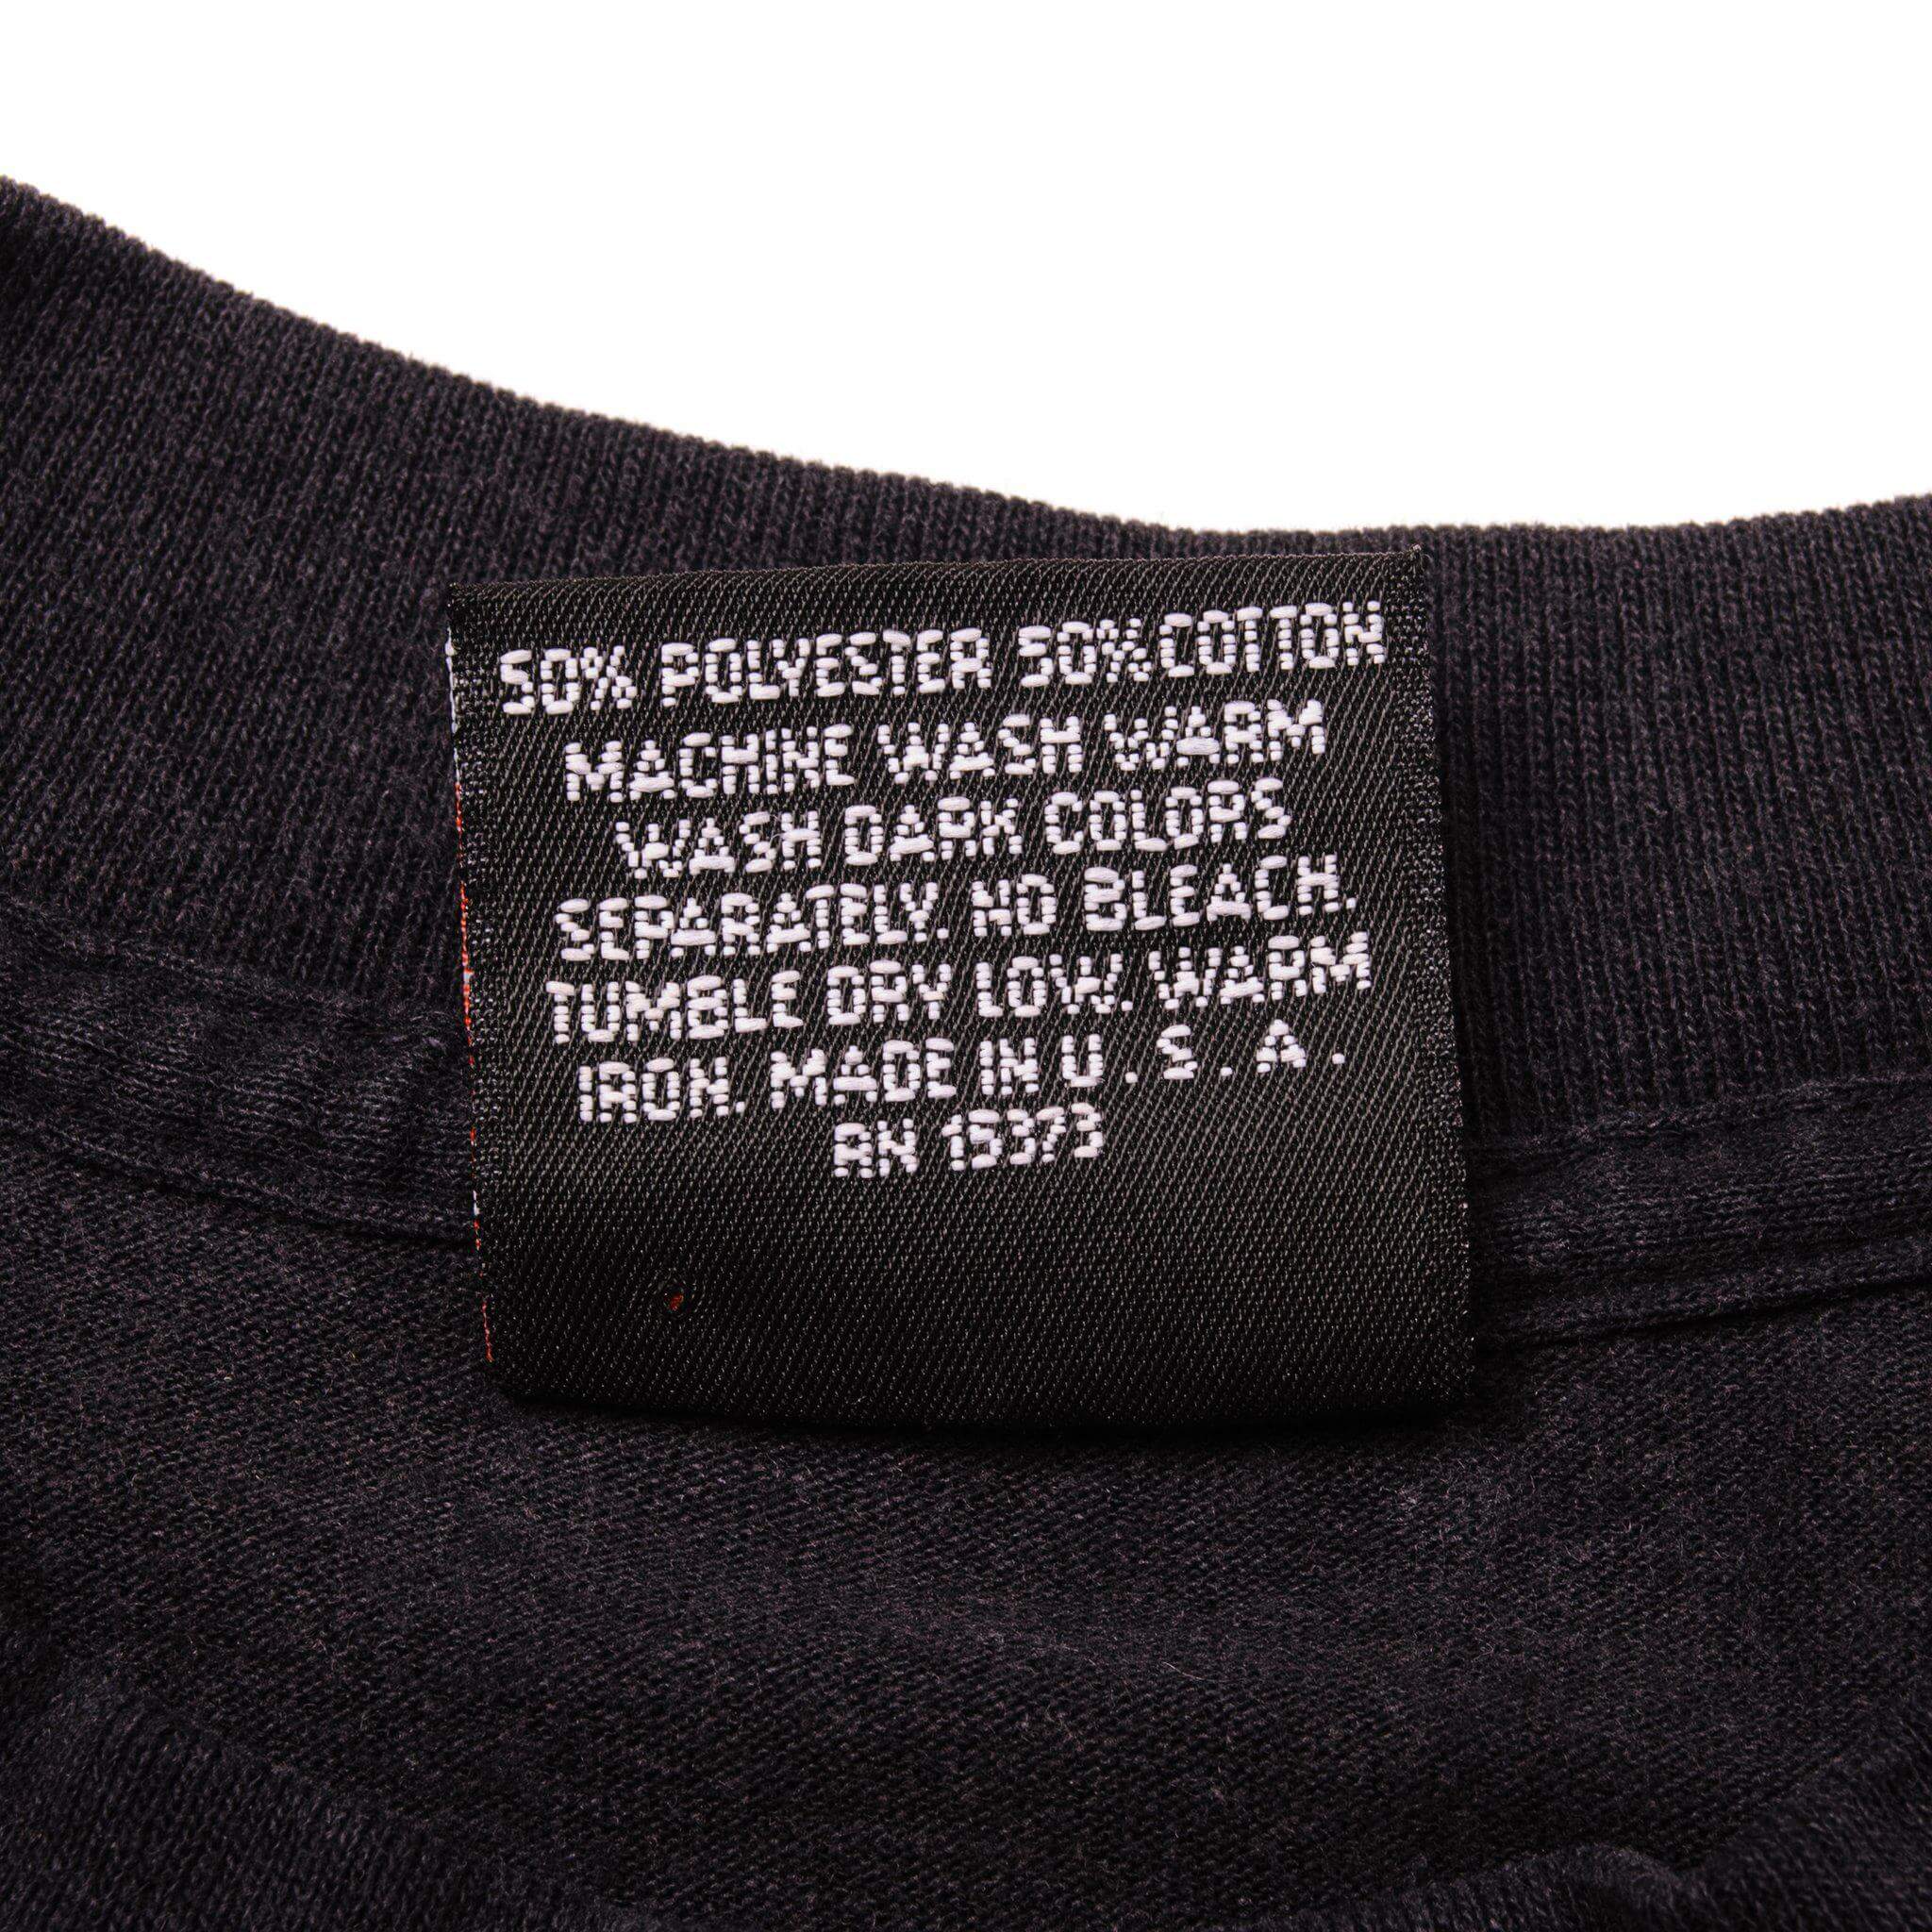 50% POLYESTER 50% COTTON
MACHINE WASH WARM
WASH DARK COLORS
SEPARATELY. NO BLEACH.
TUMBLE DRY LOW. WARM
IRON. MADE IN U.S.A.
RN 15373